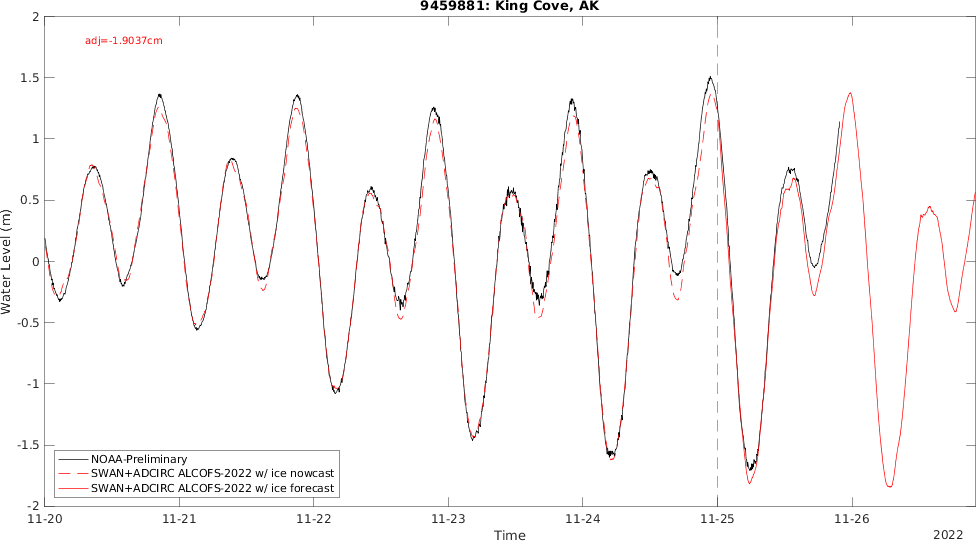 9459881: King Cove, AK
adj=-1.9037cm
2
1.5
1
0.5
0
-0.5
-1
-1.5
-2
Water Level (m)
NOAA-Preliminary
SWAN+ADCIRC ALCOFS-2022 w/ ice nowcast
SWAN+ADCIRC ALCOFS-2022 w/ ice forecast
11-20 11-21 11-22 11-23 11-24 11-25 11-26
Time
2022